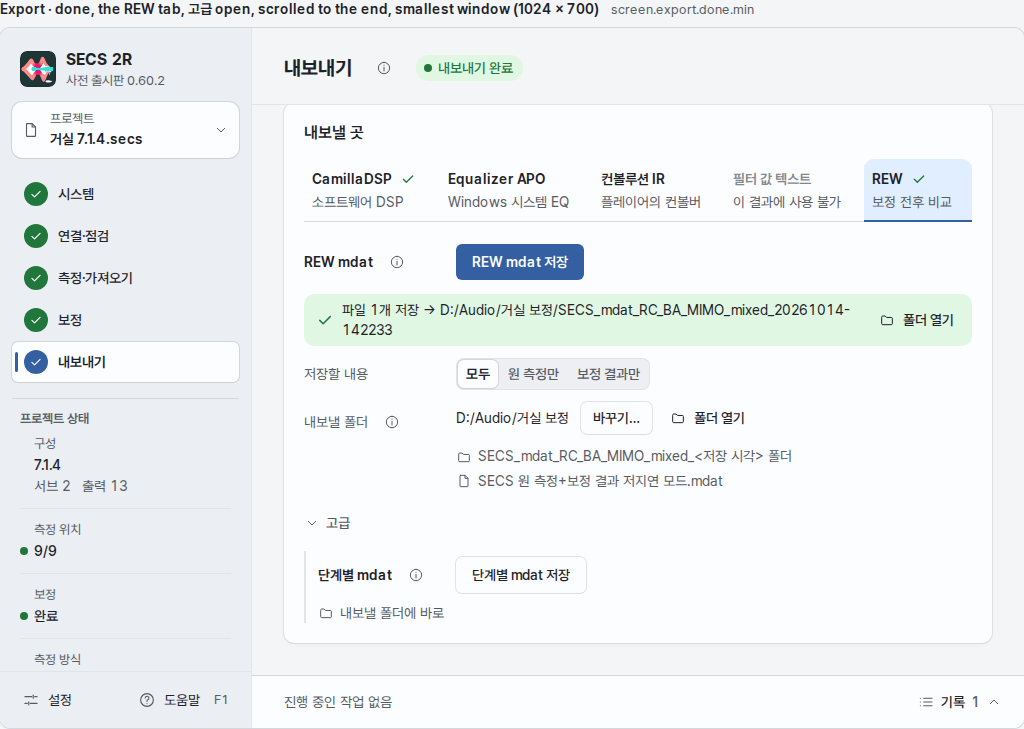 Export · done, the REW tab, 고급 open, scrolled to the end, smallest window (1024 × 700) screen.export.done.min
SECS 2R
사전 출시판 0.60.2
프로젝트
거실 7.1.4.secs
시스템
연결·점검
측정·가져오기
보정
내보내기
프로젝트 상태
구성
7.1.4
서브 2 출력 13
측정 위치
9/9
보정
완료
측정 방식
설정
도움말 F1
내보내기
내보내기 완료
내보낼 곳
CamillaDSP
소프트웨어 DSP
Equalizer APO
Windows 시스템 EQ
컨볼루션 IR
플레이어의 컨볼버
필터 값 텍스트
이 결과에 사용 불가
REW
보정 전후 비교
REW mdat
REW mdat 저장
파일 1개 저장 → D:/Audio/거실 보정/SECS_mdat_RC_BA_MIMO_mixed_20261014-
142233
폴더 열기
저장할 내용
모두 원 측정만 보정 결과만
내보낼 폴더
D:/Audio/거실 보정
바꾸기...
폴더 열기
SECS_mdat_RC_BA_MIMO_mixed_<저장 시각> 폴더
SECS 원 측정+보정 결과 저지연 모드.mdat
고급
단계별 mdat
단계별 mdat 저장
내보낼 폴더에 바로
진행 중인 작업 없음
기록 1